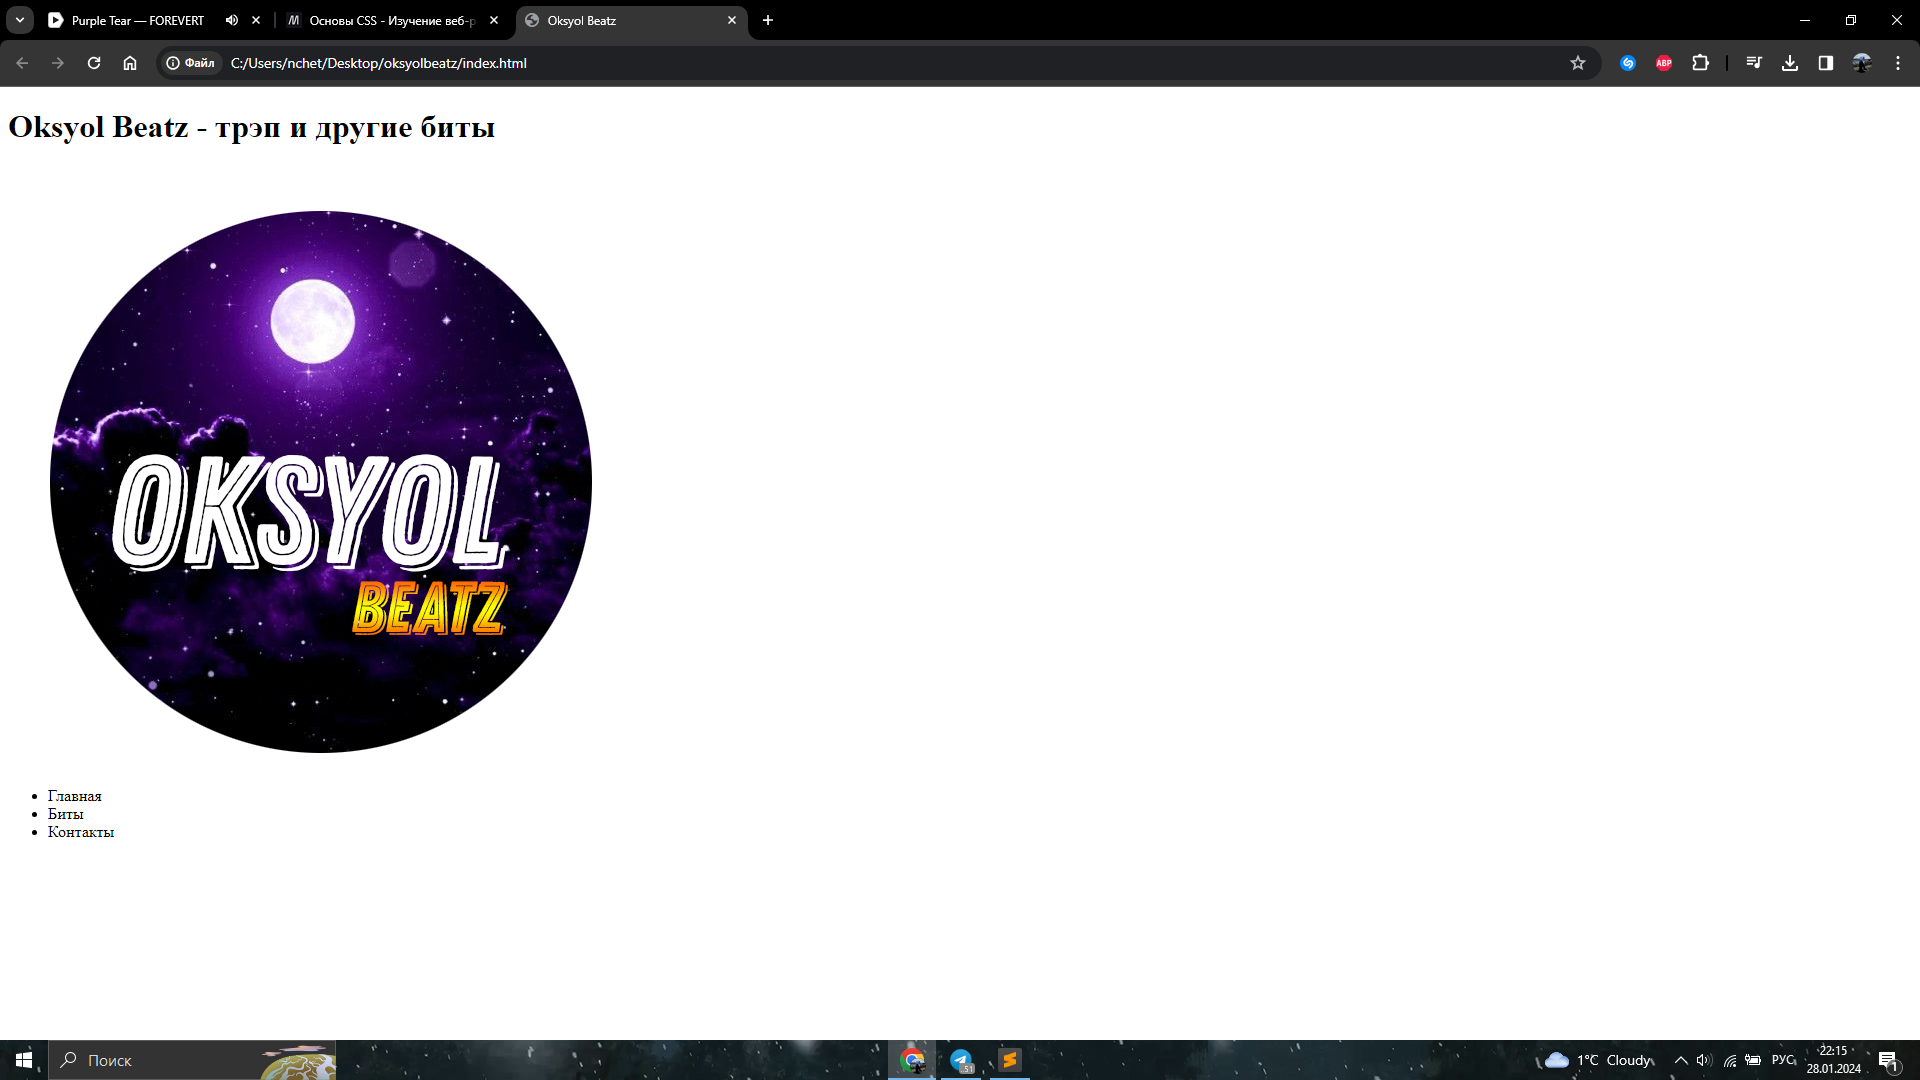 Purple Tear — FOREVERT
Основы CSS - Изучение веб-р
Oksyol Beatz
Файл
C:/Users/nchet/Desktop/oksyolbeatz/index.html
ABP
Oksyol Beatz - трэп и другие биты
OKSYOL
BEATZ
Главная
Биты
Контакты
Поиск
51
1°C Cloudy
РУС
22:15
28.01.2024
1